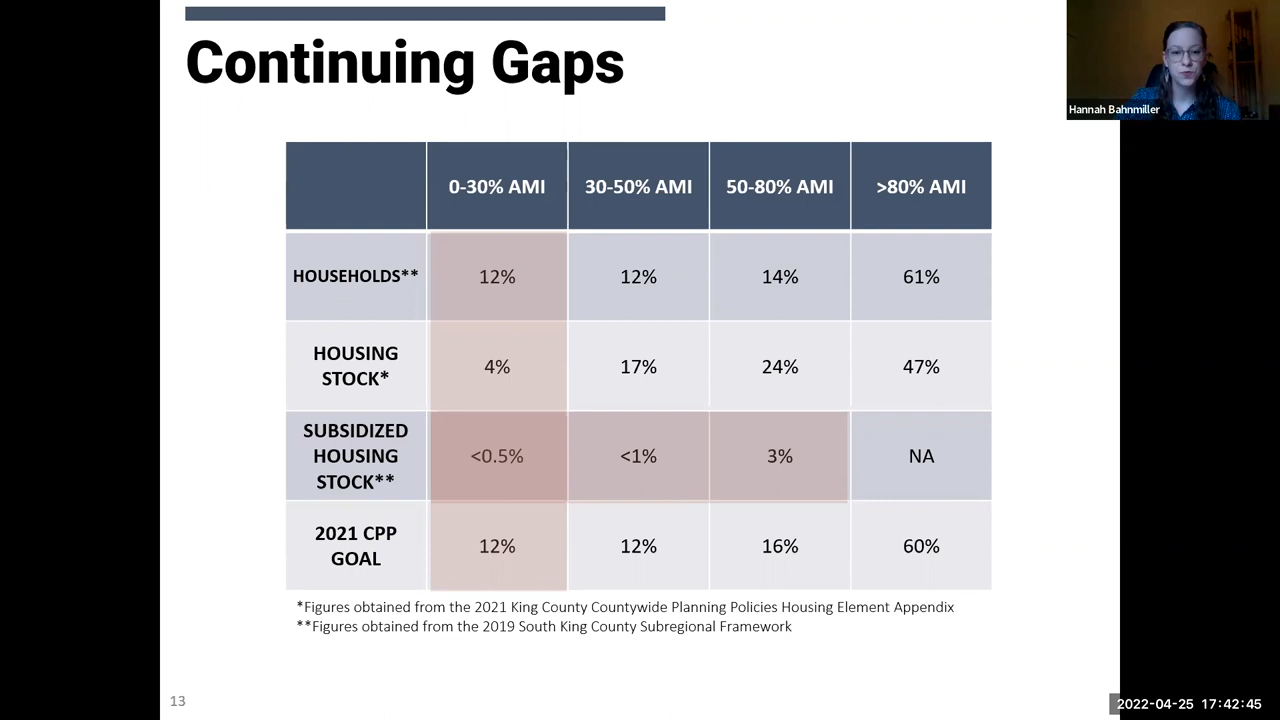 Continuing Gaps
Hannah Bahnmiller
0-30% AMI 30-50% AMI 50-80% AMI >80% AMI
HOUSEHOLDS** 12% 12% 14% 61%
HOUSING
STOCK* 4% 17% 24% 47%
SUBSIDIZED
HOUSING
STOCK** <0.5% <1% 3% NA
2021 CPP
GOAL 12% 12% 16% 60%
*Figures obtained from the 2021 King County Countywide Planning Policies Housing Element Appendix
**Figures obtained from the 2019 South King County Subregional Framework
13
2022-04-25 17:42:45